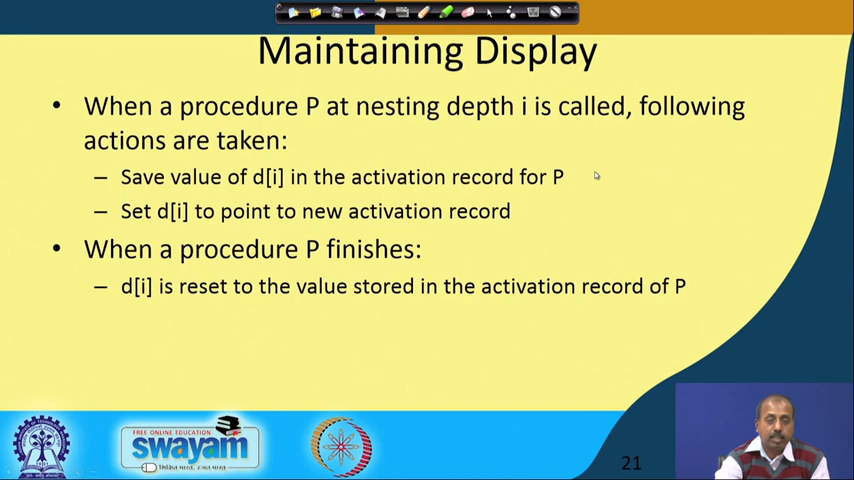 Maintaining Display
• When a procedure P at nesting depth i is called, following
actions are taken:
– Save value of d[i] in the activation record for P
– Set d[i] to point to new activation record
• When a procedure P finishes:
– d[i] is reset to the value stored in the activation record of P
FREE ONLINE EDUCATION
swayam
21